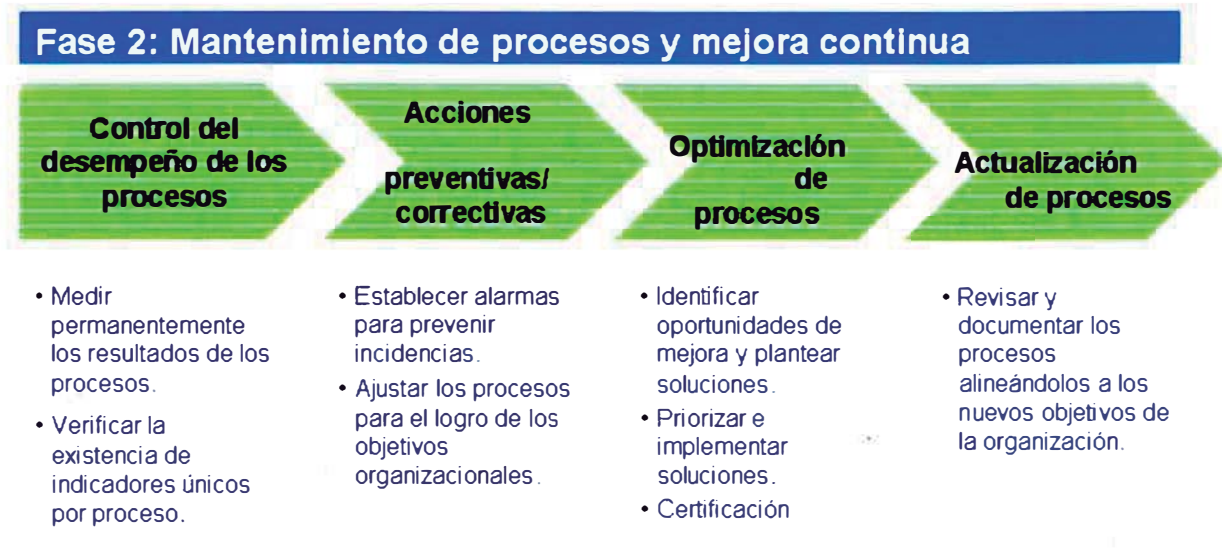 Fase 2: Mantenimiento de procesos y mejora continua
Control del
desempeño de los
procesos
Acciones
preventivas/
correctivas
Optimización
de
procesos
Actualización
de procesos
• Medir
permanentemente
los resultados de los
procesos.
• Verificar la
existencia de
indicadores únicos
por proceso.
• Establecer alarmas
para prevenir
incidencias.
• Ajustar los procesos
para el logro de los
objetivos
organizacionales.
• Identificar
oportunidades de
mejora y plantear
soluciones.
• Priorizar e
implementar
soluciones.
• Certificación
• Revisar y
documentar los
procesos
alineándolos a los
nuevos objetivos de
la organización.